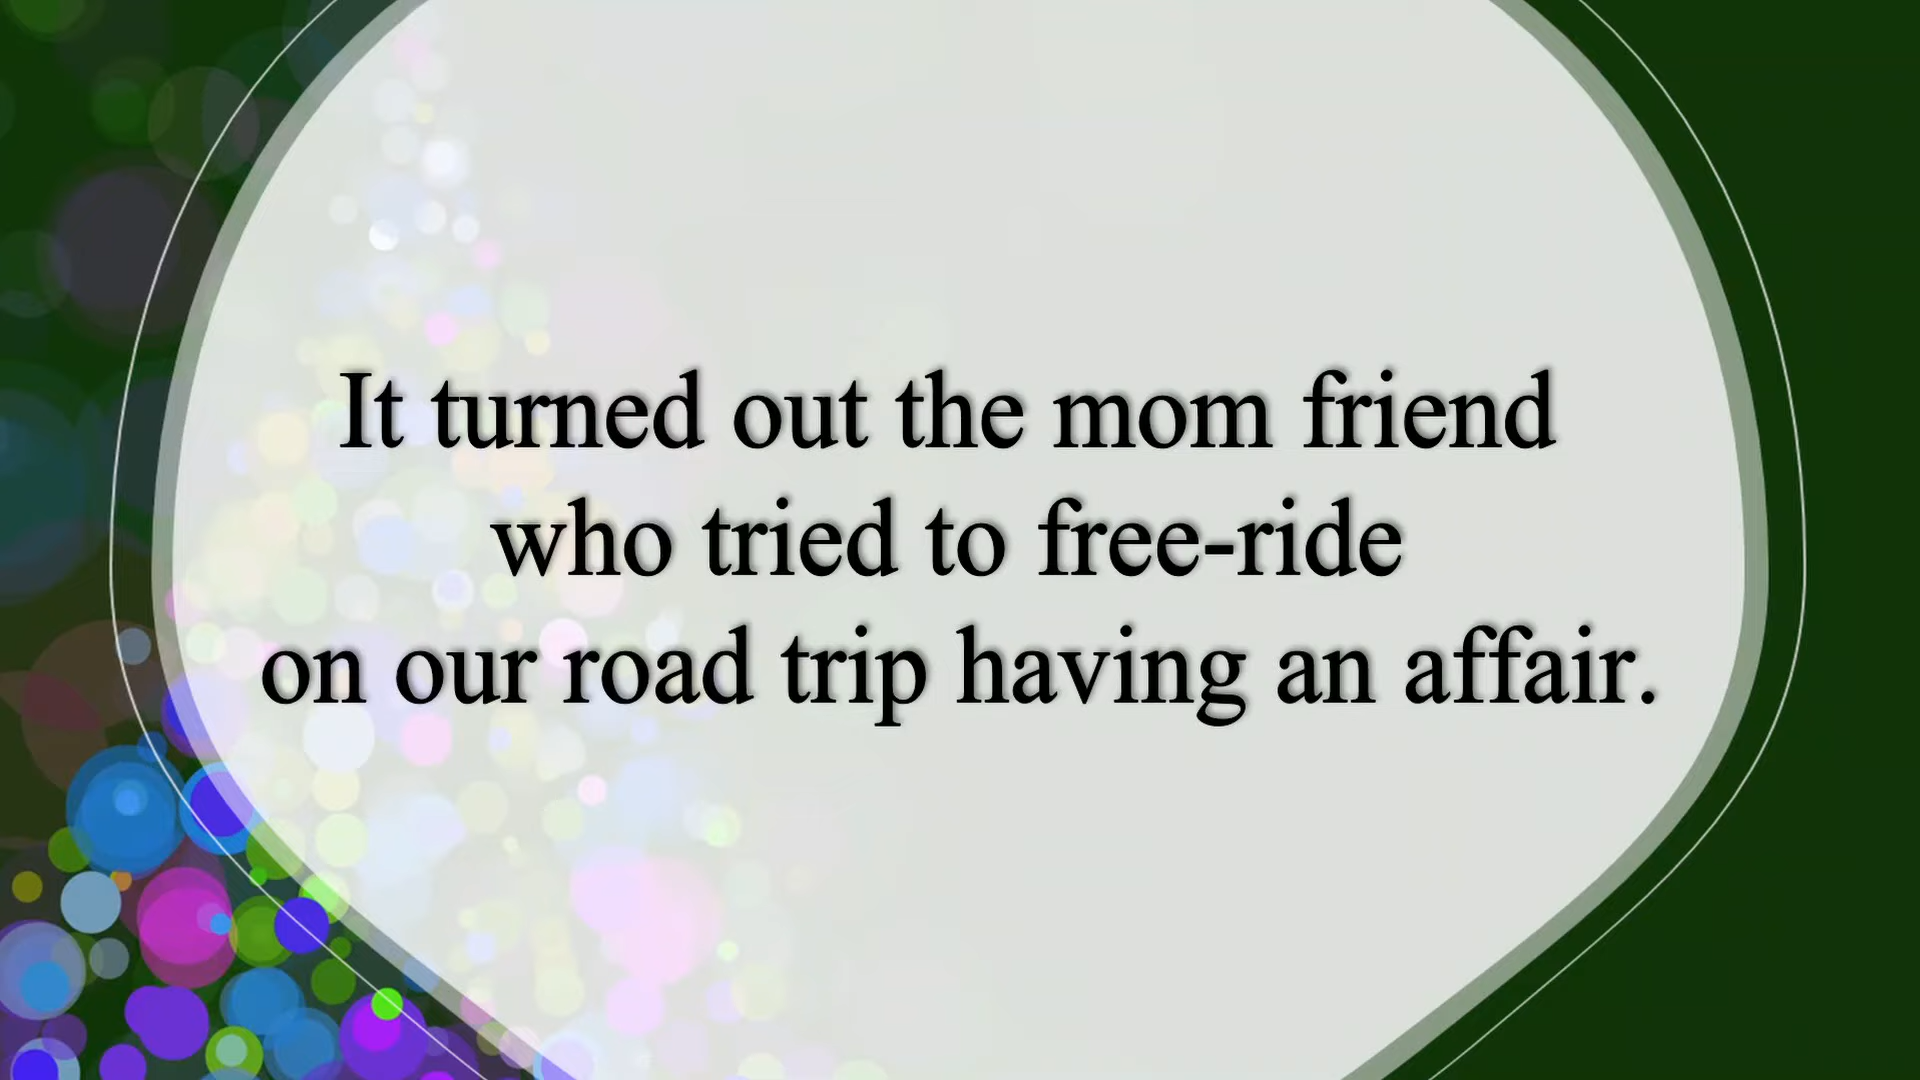 It turned out the mom friend
who tried to free-ride
on our road trip having an affair.